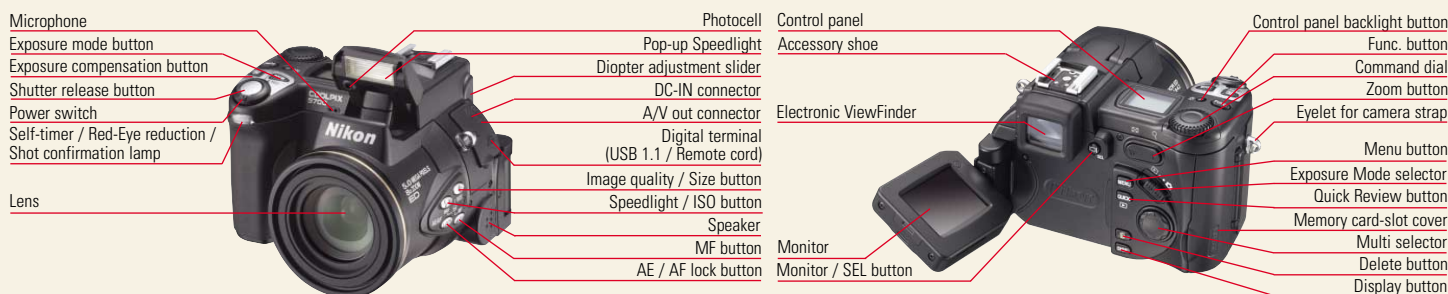 Microphone
Exposure mode button
Exposure compensation button
Shutter release button
Power switch
Self-timer / Red-Eye reduction /
Shot confirmation lamp
Lens
COOLPIX
5700
Nikon
Photocell
Pop-up Speedlight
Diopter adjustment slider
DC-IN connector
A/V out connector
Digital terminal
(USB 1.1 / Remote cord)
Image quality / Size button
Speedlight / ISO button
Speaker
MF button
AE / AF lock button
Control panel
Accessory shoe
Electronic ViewFinder
Monitor
Monitor / SEL button
MENU
QUICK
Control panel backlight button
Func. button
Command dial
Zoom button
Eyelet for camera strap
Menu button
Exposure Mode selector
Quick Review button
Memory card-slot cover
Multi selector
Delete button
Display button